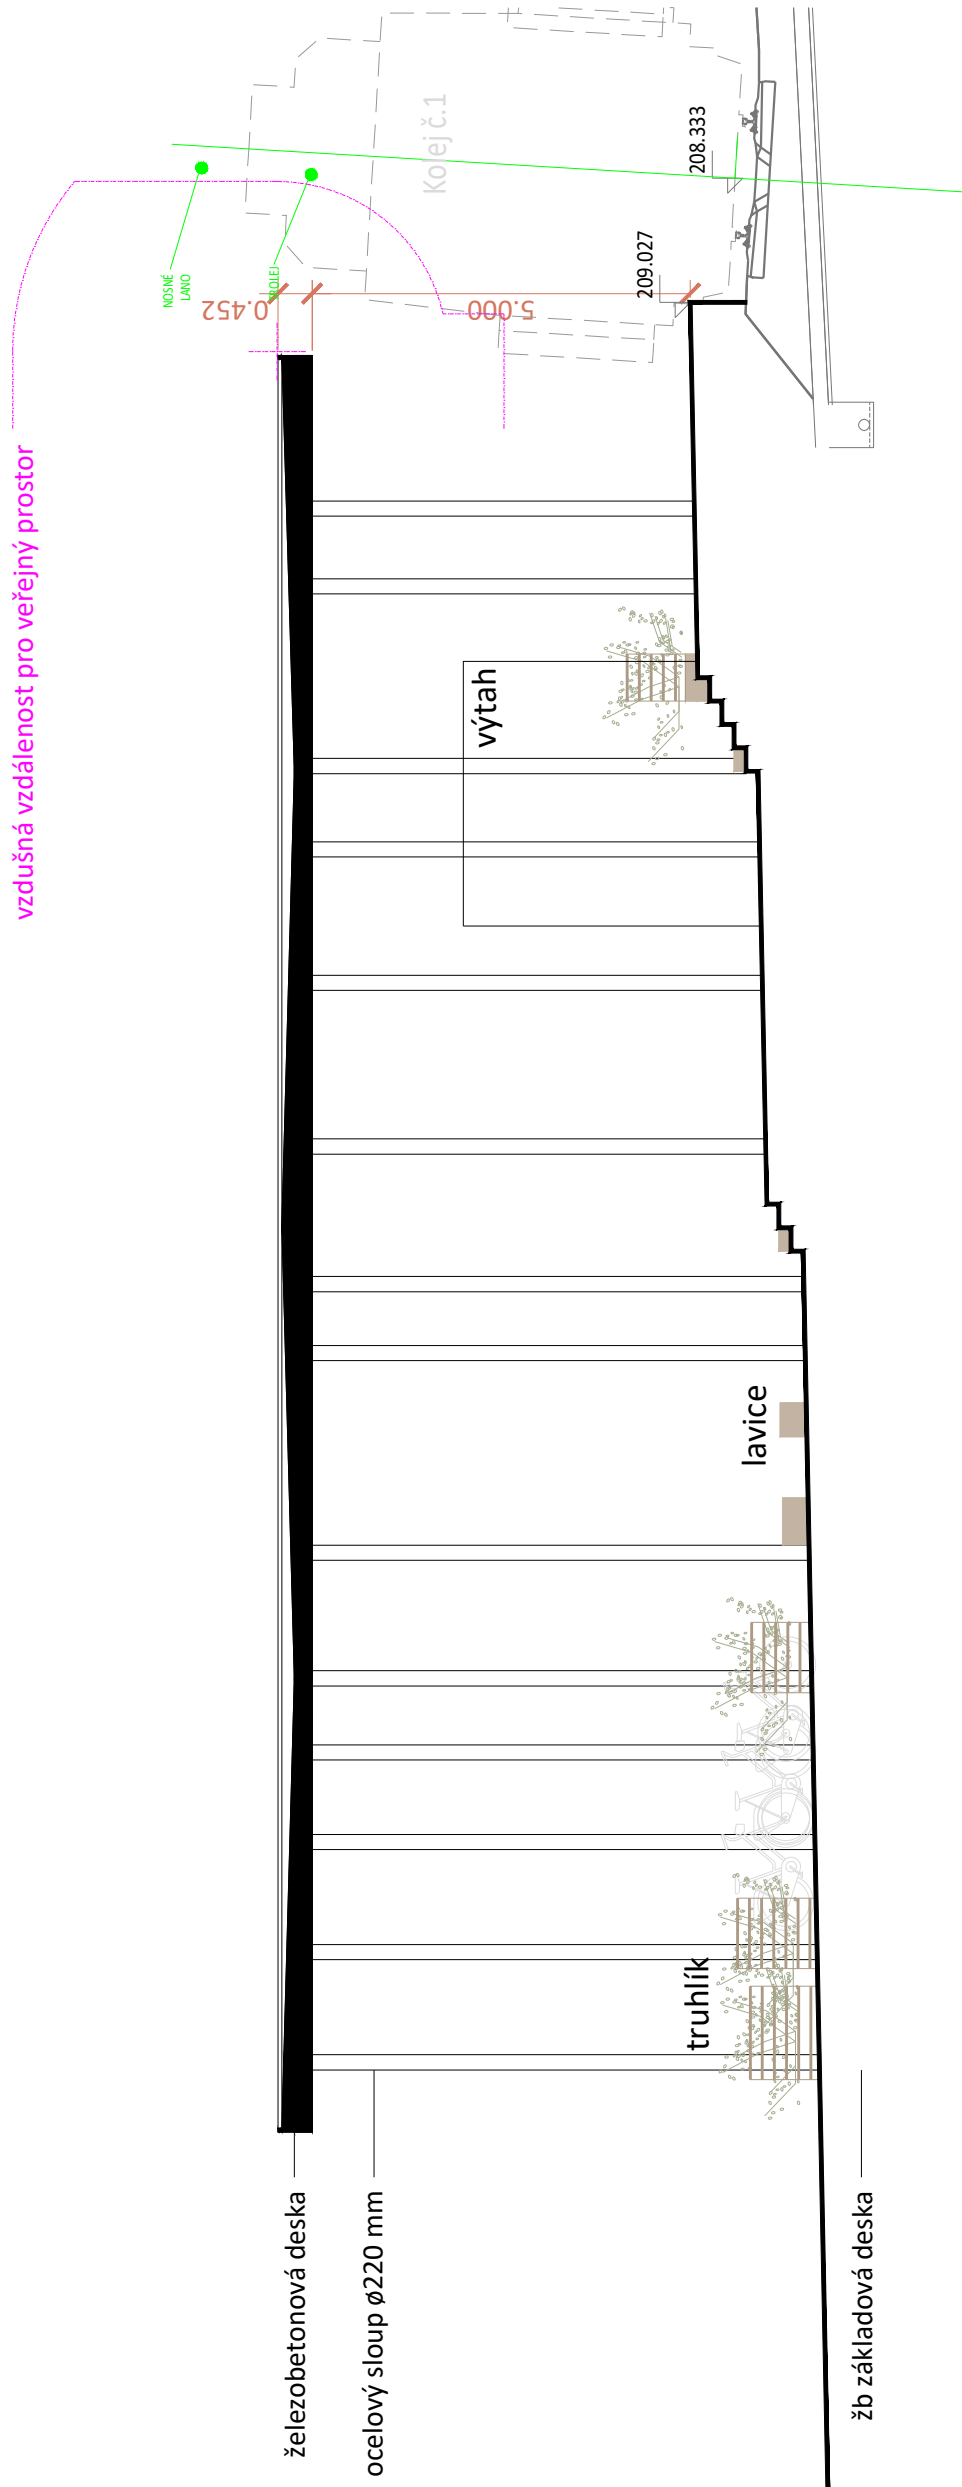 vzdušná vzdálenost pro veřejný prostor
NOSNÉ
LANO
TROLEJ
Kolej č.1
208.333
209.027
0.452
5.000
výtah
lavice
truhlík
železobetonová deska
ocelový sloup ø220 mm
žb základová deska